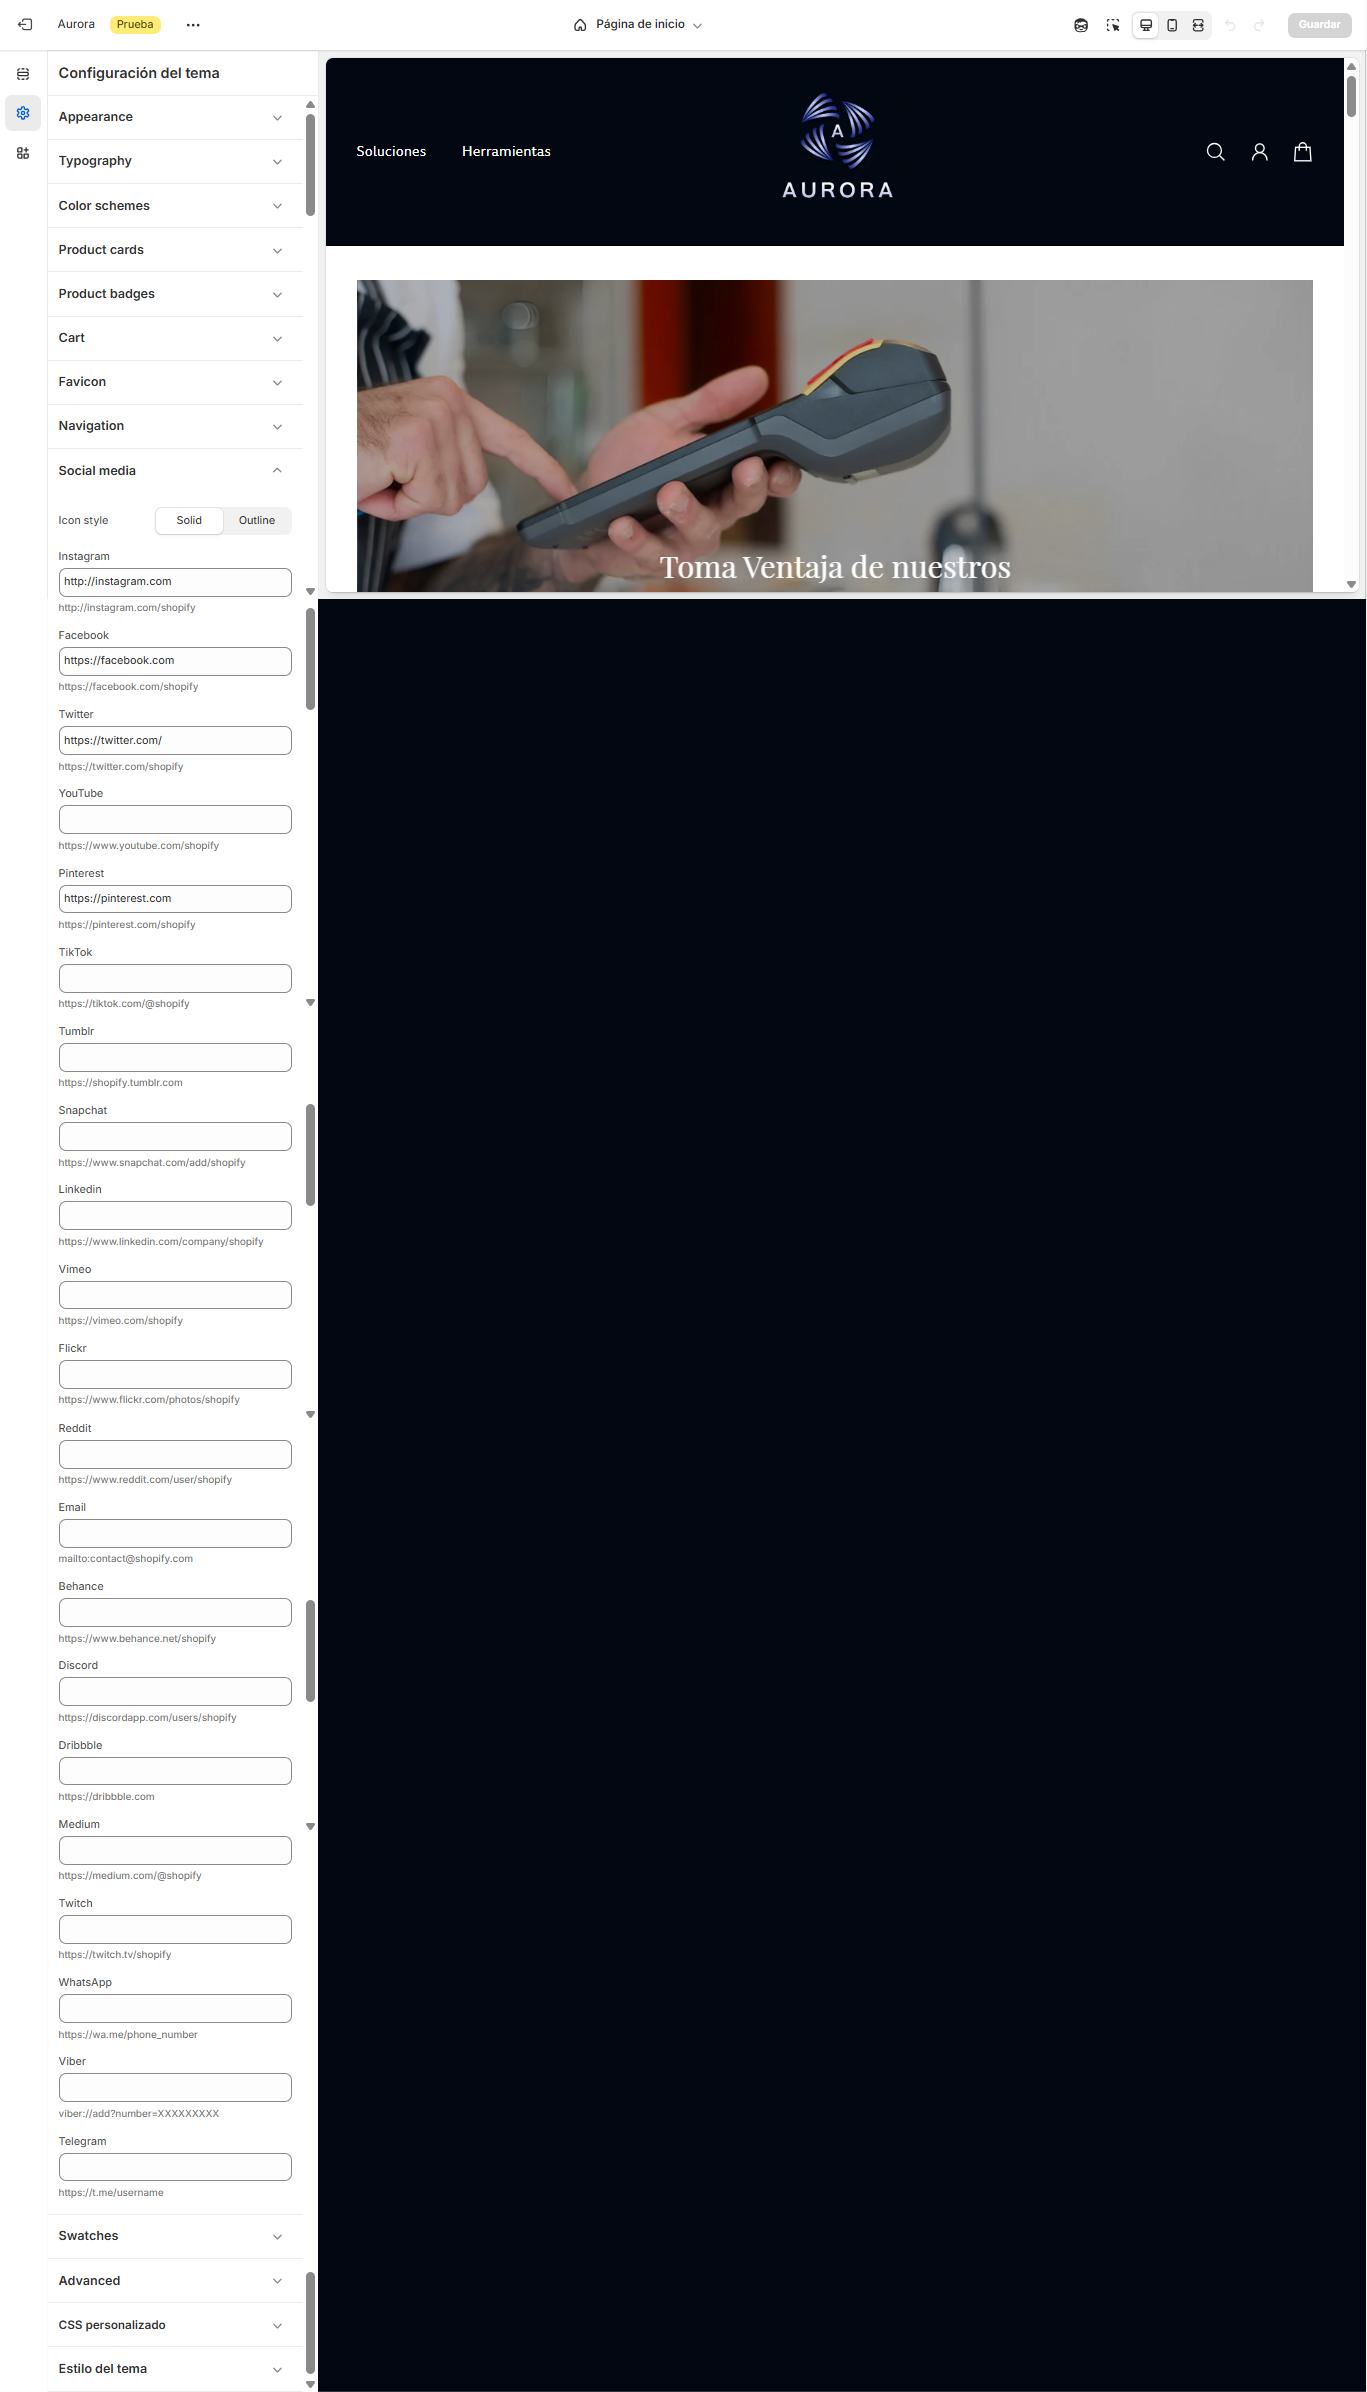 Aurora
Prueba
Página de inicio
Guardar
Configuración del tema
Appearance
Typography
Color schemes
Product cards
Product badges
Cart
Favicon
Navigation
Social media
Icon style
Solid
Outline
Instagram
http://instagram.com
http://instagram.com/shopify
Facebook
https://facebook.com
https://facebook.com/shopify
Twitter
https://twitter.com/
https://twitter.com/shopify
YouTube
https://www.youtube.com/shopify
Pinterest
https://pinterest.com
https://pinterest.com/shopify
TikTok
https://tiktok.com/@shopify
Tumblr
https://shopify.tumblr.com
Snapchat
https://www.snapchat.com/add/shopify
Linkedin
https://www.linkedin.com/company/shopify
Vimeo
https://vimeo.com/shopify
Flickr
https://www.flickr.com/photos/shopify
Reddit
https://www.reddit.com/user/shopify
Email
mailto:contact@shopify.com
Behance
https://www.behance.net/shopify
Discord
https://discordapp.com/users/shopify
Dribbble
https://dribbble.com
Medium
https://medium.com/@shopify
Twitch
https://twitch.tv/shopify
WhatsApp
https://wa.me/phone_number
Viber
viber://add?number=XXXXXXXXX
Telegram
https://t.me/username
Swatches
Advanced
CSS personalizado
Estilo del tema
Soluciones
Herramientas
A
AURORA
Toma Ventaja de nuestros